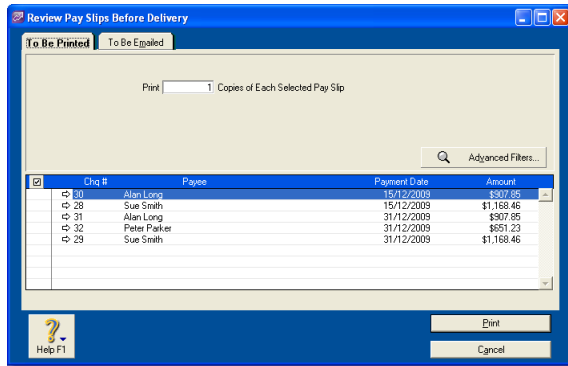 Review Pay Slips Before Delivery
To Be Printed To Be Emailed
Print 1 Copies of Each Selected Pay Slip
Advanced Filters...
Chq # Payee Payment Date Amount
30 Alan Long 15/12/2009 $907.85
28 Sue Smith 15/12/2009 $1,168.46
31 Alan Long 31/12/2009 $907.85
32 Peter Parker 31/12/2009 $651.23
29 Sue Smith 31/12/2009 $1,168.46
Print
Help F1
Cancel